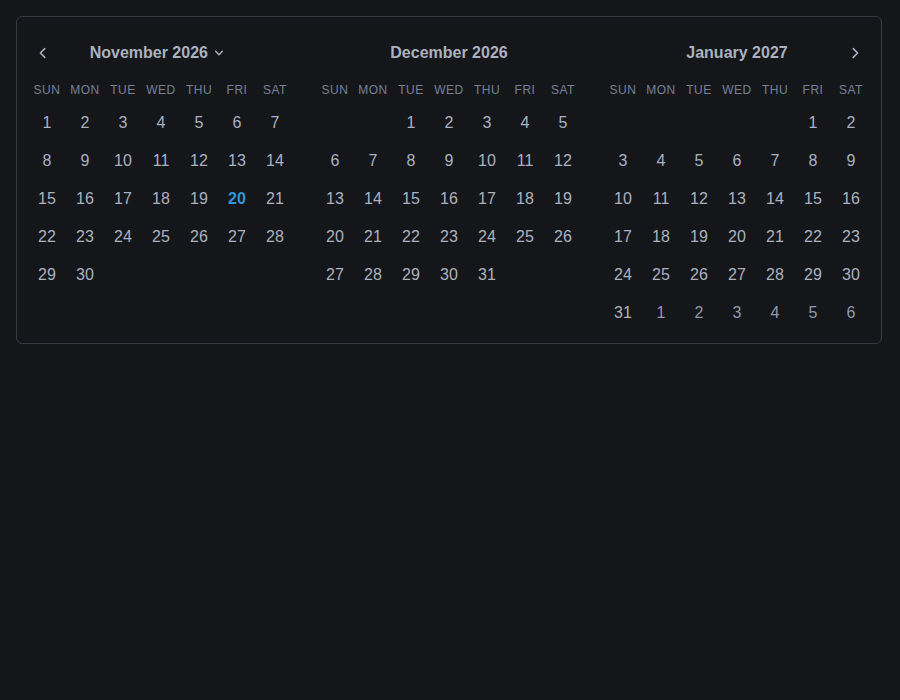 November 2026
SUN MON TUE WED THU FRI SAT
1 2 3 4 5 6 7
8 9 10 11 12 13 14
15 16 17 18 19 20 21
22 23 24 25 26 27 28
29 30
December 2026
SUN MON TUE WED THU FRI SAT
1 2 3 4 5
6 7 8 9 10 11 12
13 14 15 16 17 18 19
20 21 22 23 24 25 26
27 28 29 30 31
January 2027
SUN MON TUE WED THU FRI SAT
1 2
3 4 5 6 7 8 9
10 11 12 13 14 15 16
17 18 19 20 21 22 23
24 25 26 27 28 29 30
31 1 2 3 4 5 6